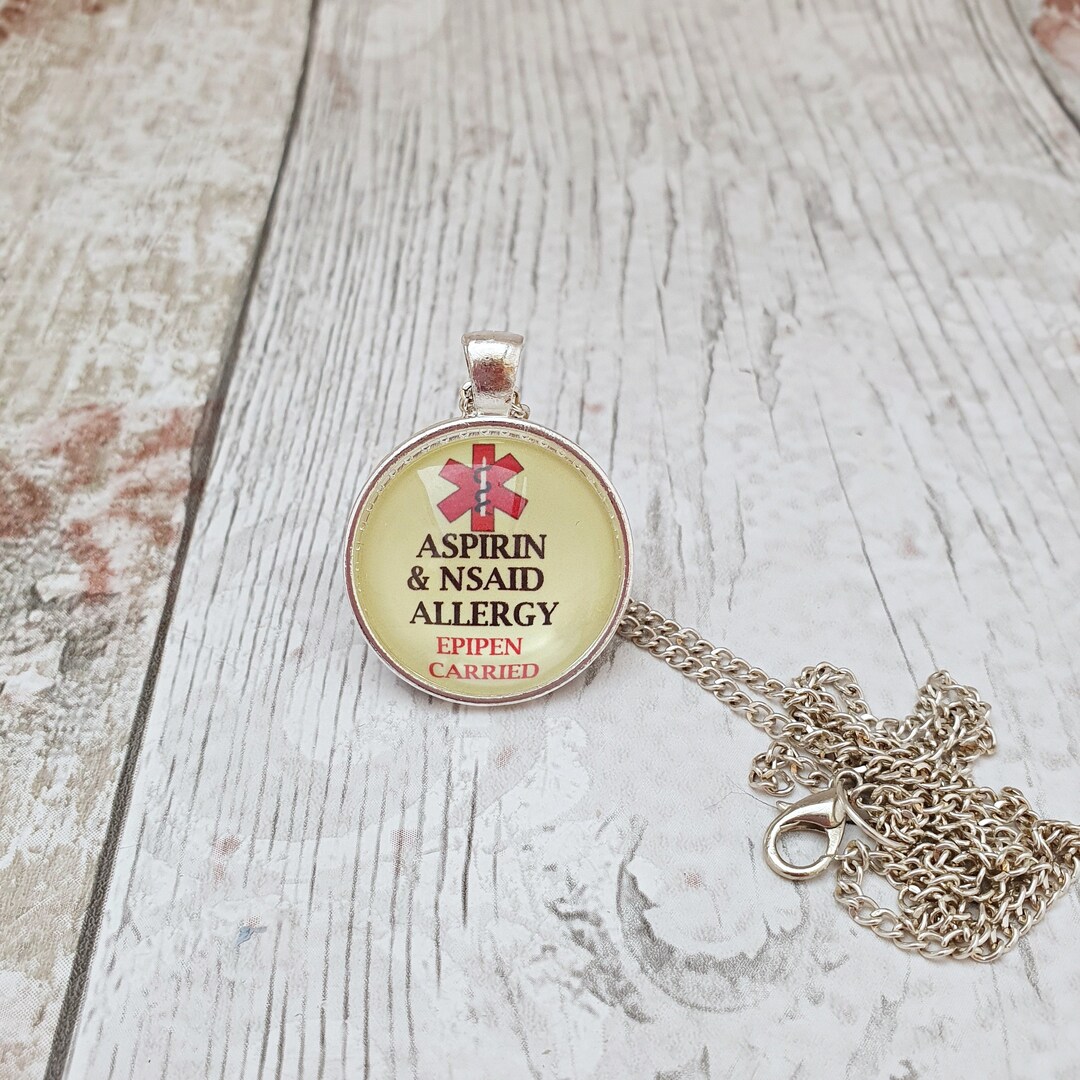 ASPIRIN
& NSAID
ALLERGY
EPIPEN
CARRIED